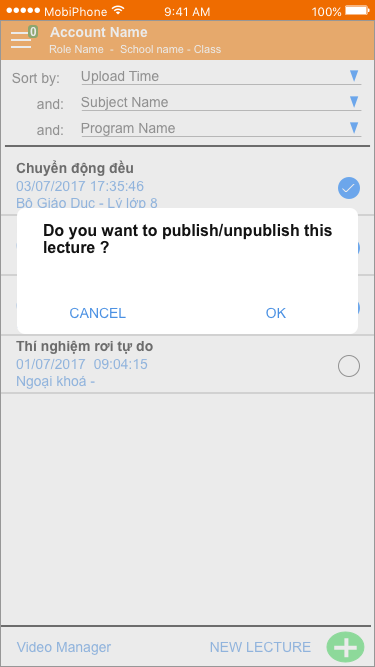 MobiPhone 9:41 AM 100%
0 Account Name
Role Name - School name - Class
Sort by: Upload Time
and: Subject Name
and: Program Name
Chuyển động đều
03/07/2017 17:35:46
Bộ Giáo Dục - Lý lớp 8
Do you want to publish/unpublish this
lecture ?
CANCEL OK
Thí nghiệm rơi tự do
01/07/2017 09:04:15
Ngoại khoá -
Video Manager NEW LECTURE